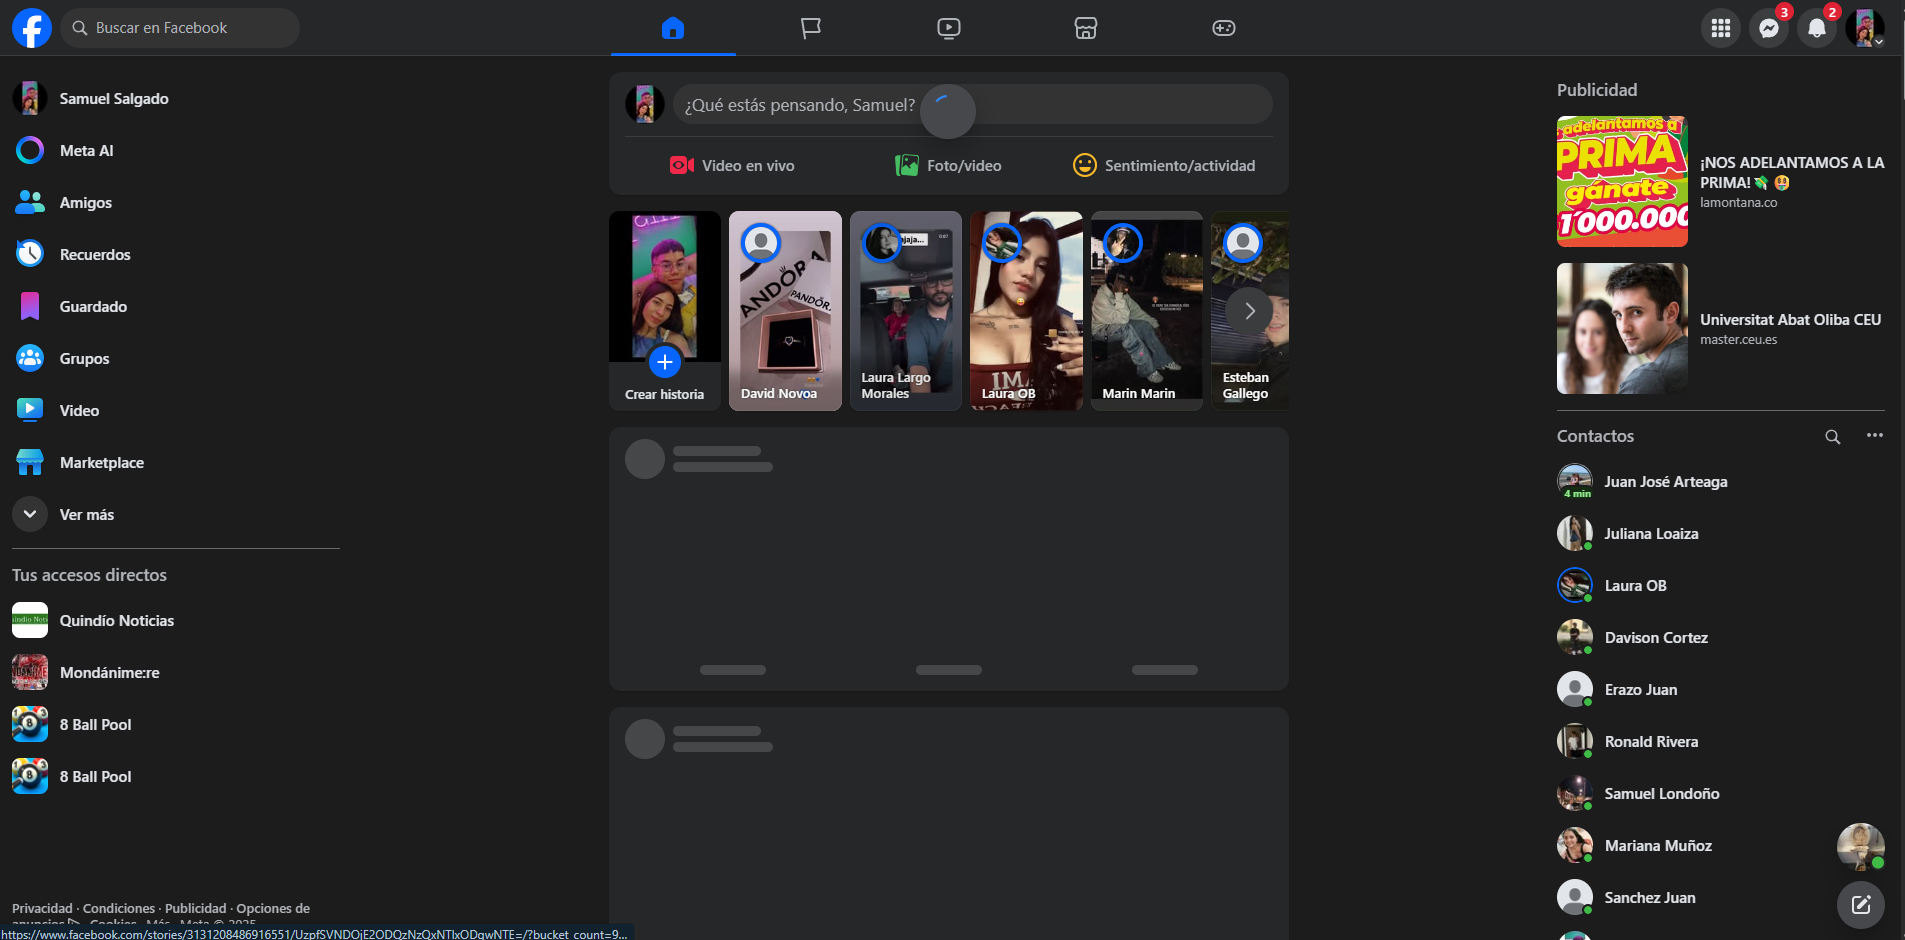 Buscar en Facebook
3
2
Samuel Salgado
Meta AI
Amigos
Recuerdos
Guardado
Grupos
Video
Marketplace
Ver más
Tus accesos directos
Quindío Noticias
Mondánime:re
8 Ball Pool
8 Ball Pool
Privacidad · Condiciones · Publicidad · Opciones de
anuncios · Cookies · Más · Meta © 2025
https://www.facebook.com/stories/3131208486916551/UzpfSVNDOjE2ODQzNzQxNTIxODgwNTE=/?bucket_count=9...
¿Qué estás pensando, Samuel?
Video en vivo
Foto/video
Sentimiento/actividad
Crear historia
PANDÖRA
David Novoa
jaja...
0:07
Laura Largo
Morales
Laura OB
Marin Marin
Esteban
Gallego
Publicidad
adelantamos a
PRIMA
gánate
1'000.000
¡NOS ADELANTAMOS A LA
PRIMA!💸 🤑
lamontana.co
Universitat Abat Oliba CEU
master.ceu.es
Contactos
4 min
Juan José Arteaga
Juliana Loaiza
Laura OB
Davison Cortez
Erazo Juan
Ronald Rivera
Samuel Londoño
Mariana Muñoz
Sanchez Juan